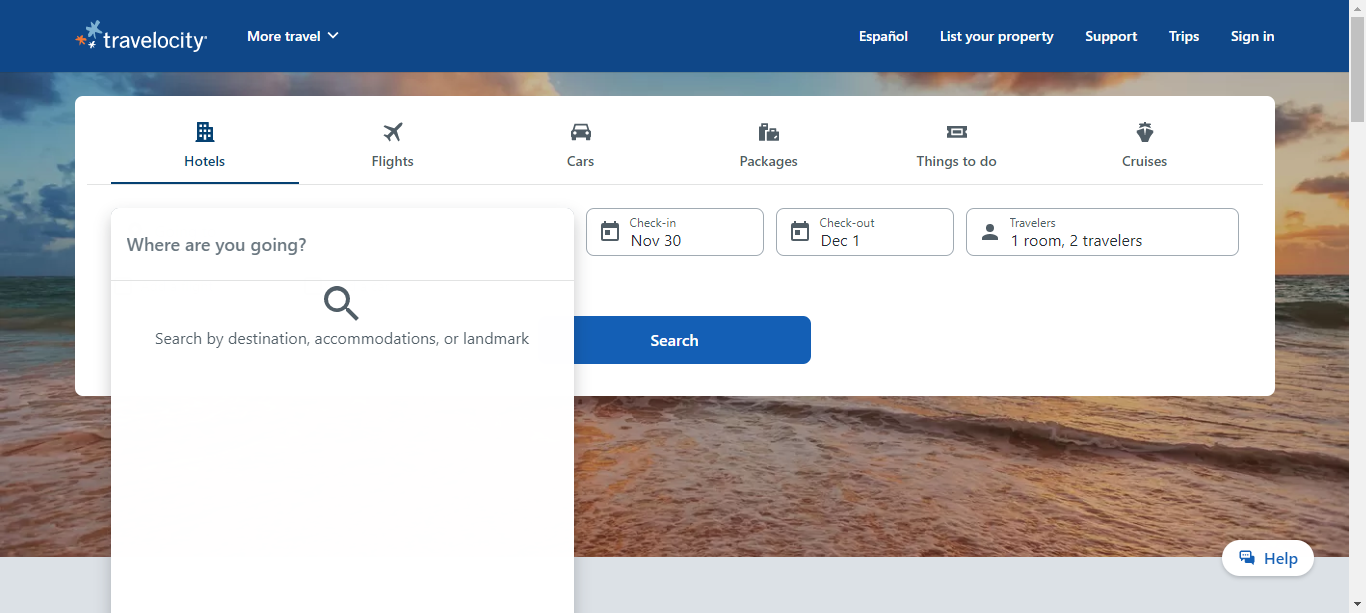 travelocity
More travel
Español
List your property
Support
Trips
Sign in
Hotels
Flights
Cars
Packages
Things to do
Cruises
Where are you going?
Check-in
Nov 30
Check-out
Dec 1
Travelers
1 room, 2 travelers
Search by destination, accommodations, or landmark
Search
Help